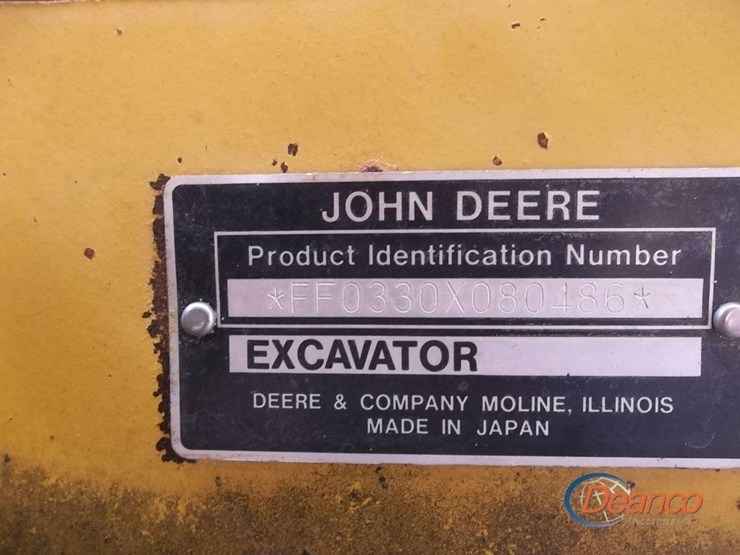 JOHN DEERE
Product Identification Number
*FF0330X080486*
EXCAVATOR
DEERE & COMPANY MOLINE, ILLINOIS
MADE IN JAPAN
Deanco